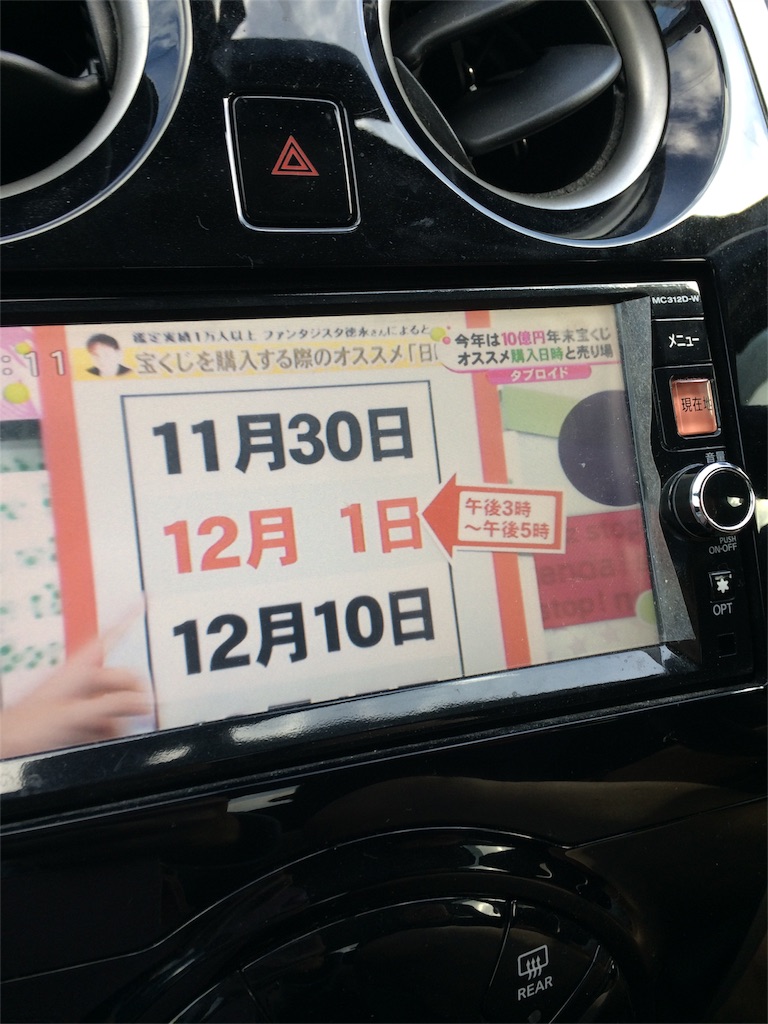 MC312D-W
メニュー
現在地
音量
PUSH
ON-OFF
OPT
:11
鑑定実績1万人以上 ファンタジスタ徳永さんによると
宝くじを購入する際のオススメ「日
今年は10億円年末宝くじ
オススメ購入日時と売り場
タブロイド
11月30日
12月 1日
午後3時
～午後5時
12月10日
REAR